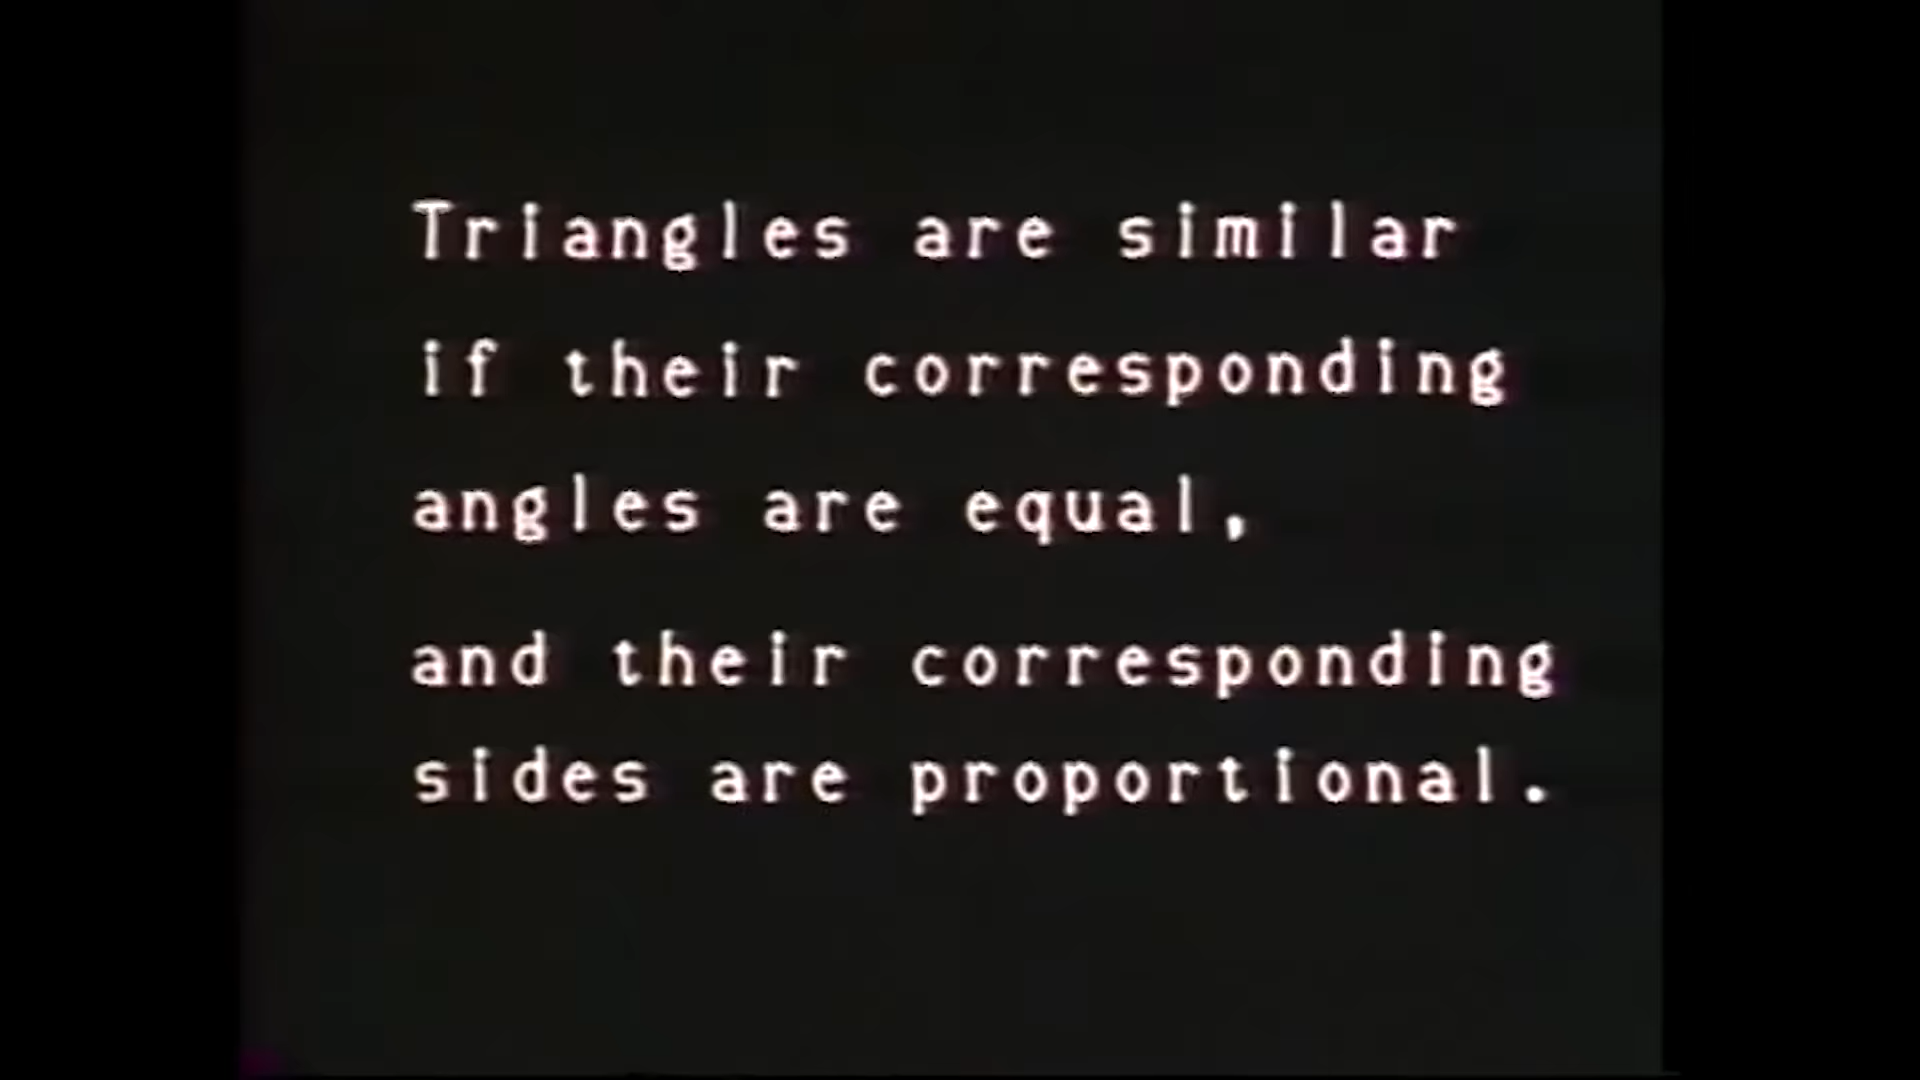 Triangles are similar
if their corresponding
angles are equal,
and their corresponding
sides are proportional.